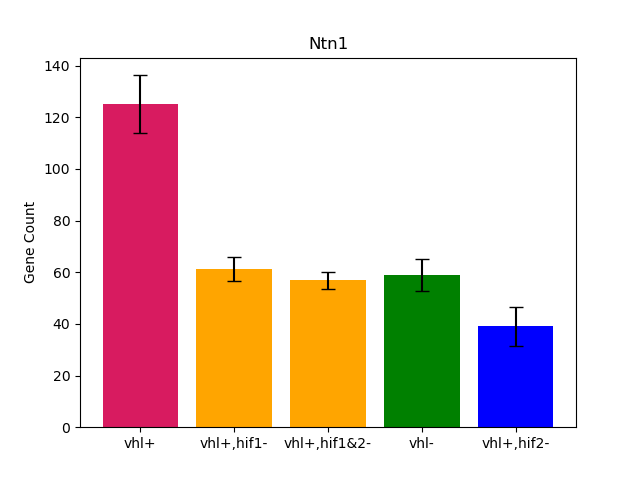 Ntn1
Gene Count
140
120
100
80
60
40
20
0
vhl+
vhl+,hif1-
vhl+,hif1&2-
vhl-
vhl+,hif2-